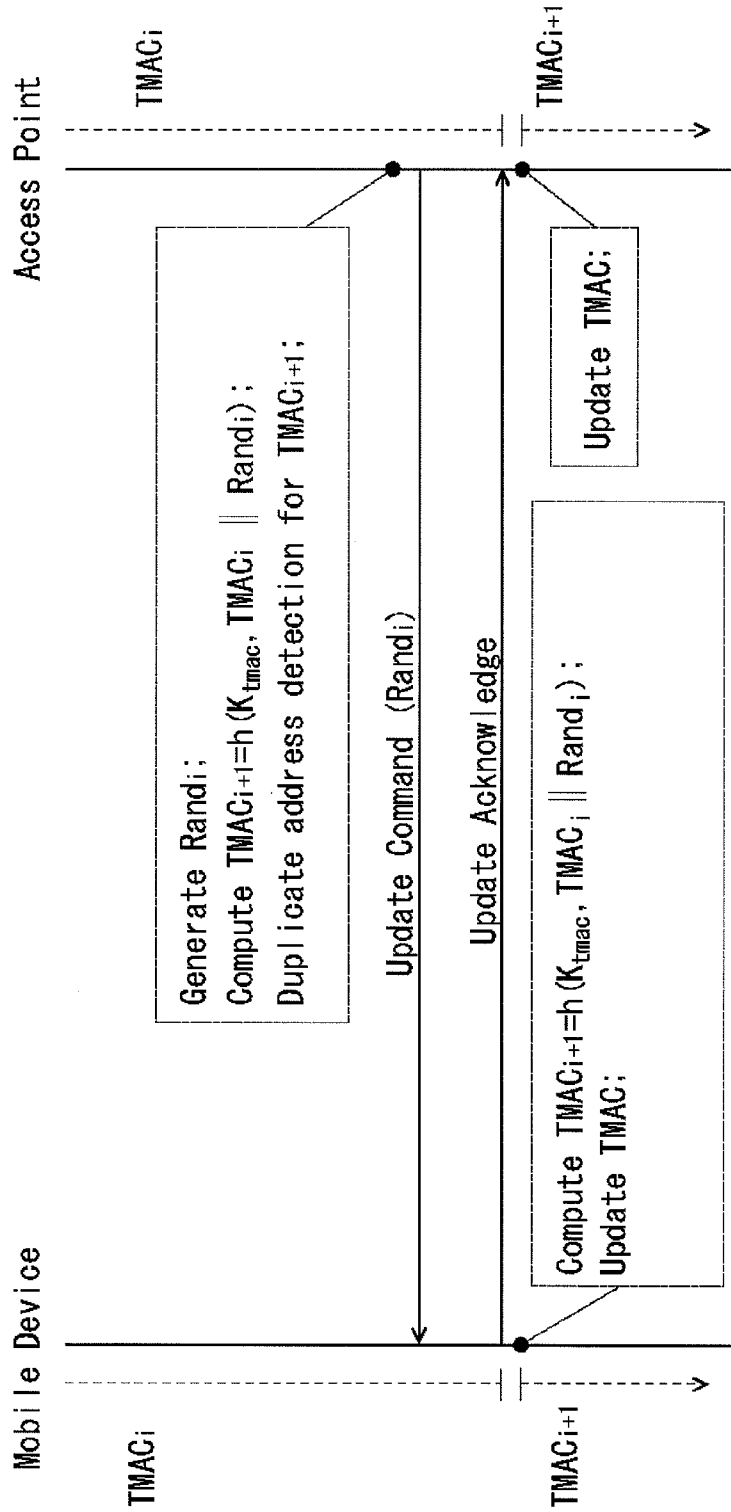 Mobile Device
Access Point
TMACi
TMACi
Generate Randi;
Compute TMACi+1=h(Ktmac, TMACi || Randi);
Duplicate address detection for TMACi+1;
Update Command (Randi)
Update Acknowledge
Compute TMACi+1=h(Ktmac, TMACi || Randi);
Update TMAC;
Update TMAC;
TMACi+1
TMACi+1